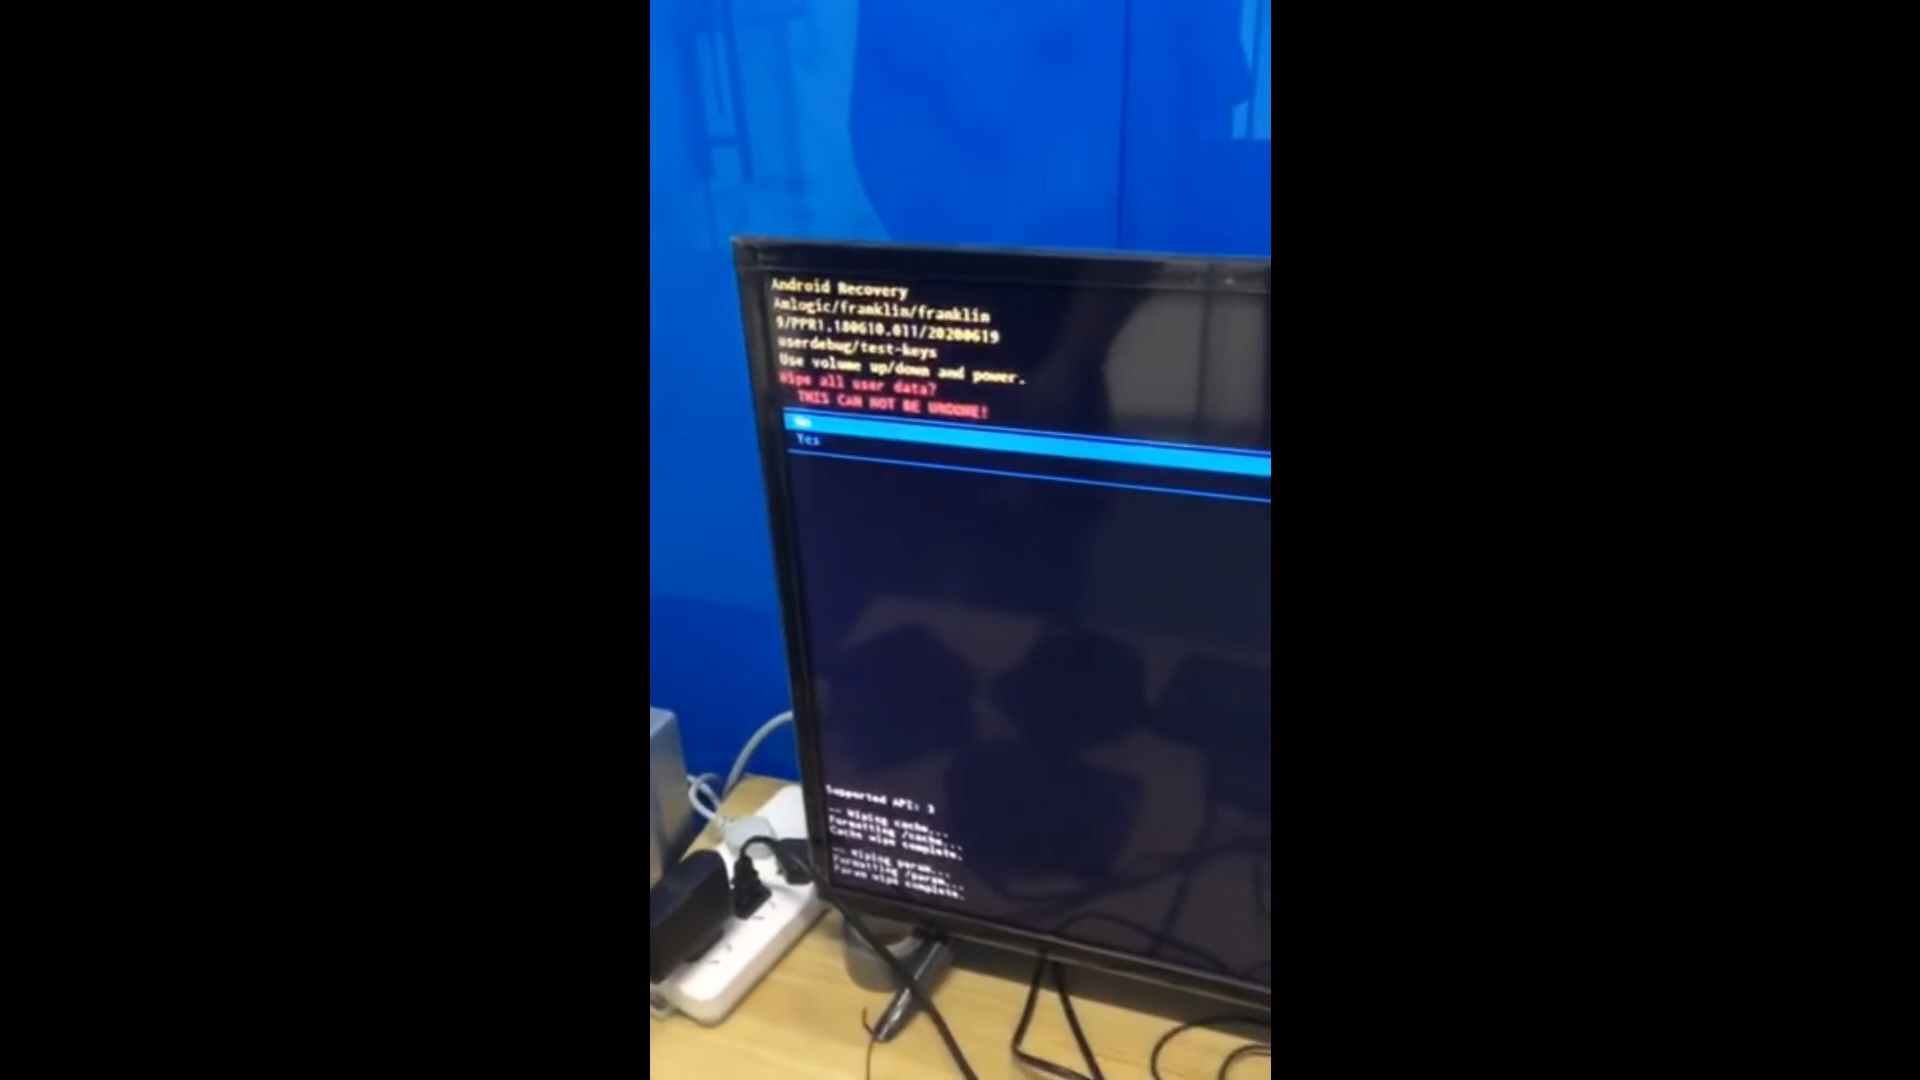 Android Recovery
Amlogic/franklin/franklin
9/PPR1.180610.011/20200619
userdebug/test-keys
Use volume up/down and power.
Wipe all user data?
THIS CAN NOT BE UNDONE!
No
Yes
Supported API: 3
-- Wiping cache...
Formatting /cache...
Cache wipe complete.
-- Wiping param...
Formatting /param...
Param wipe complete.